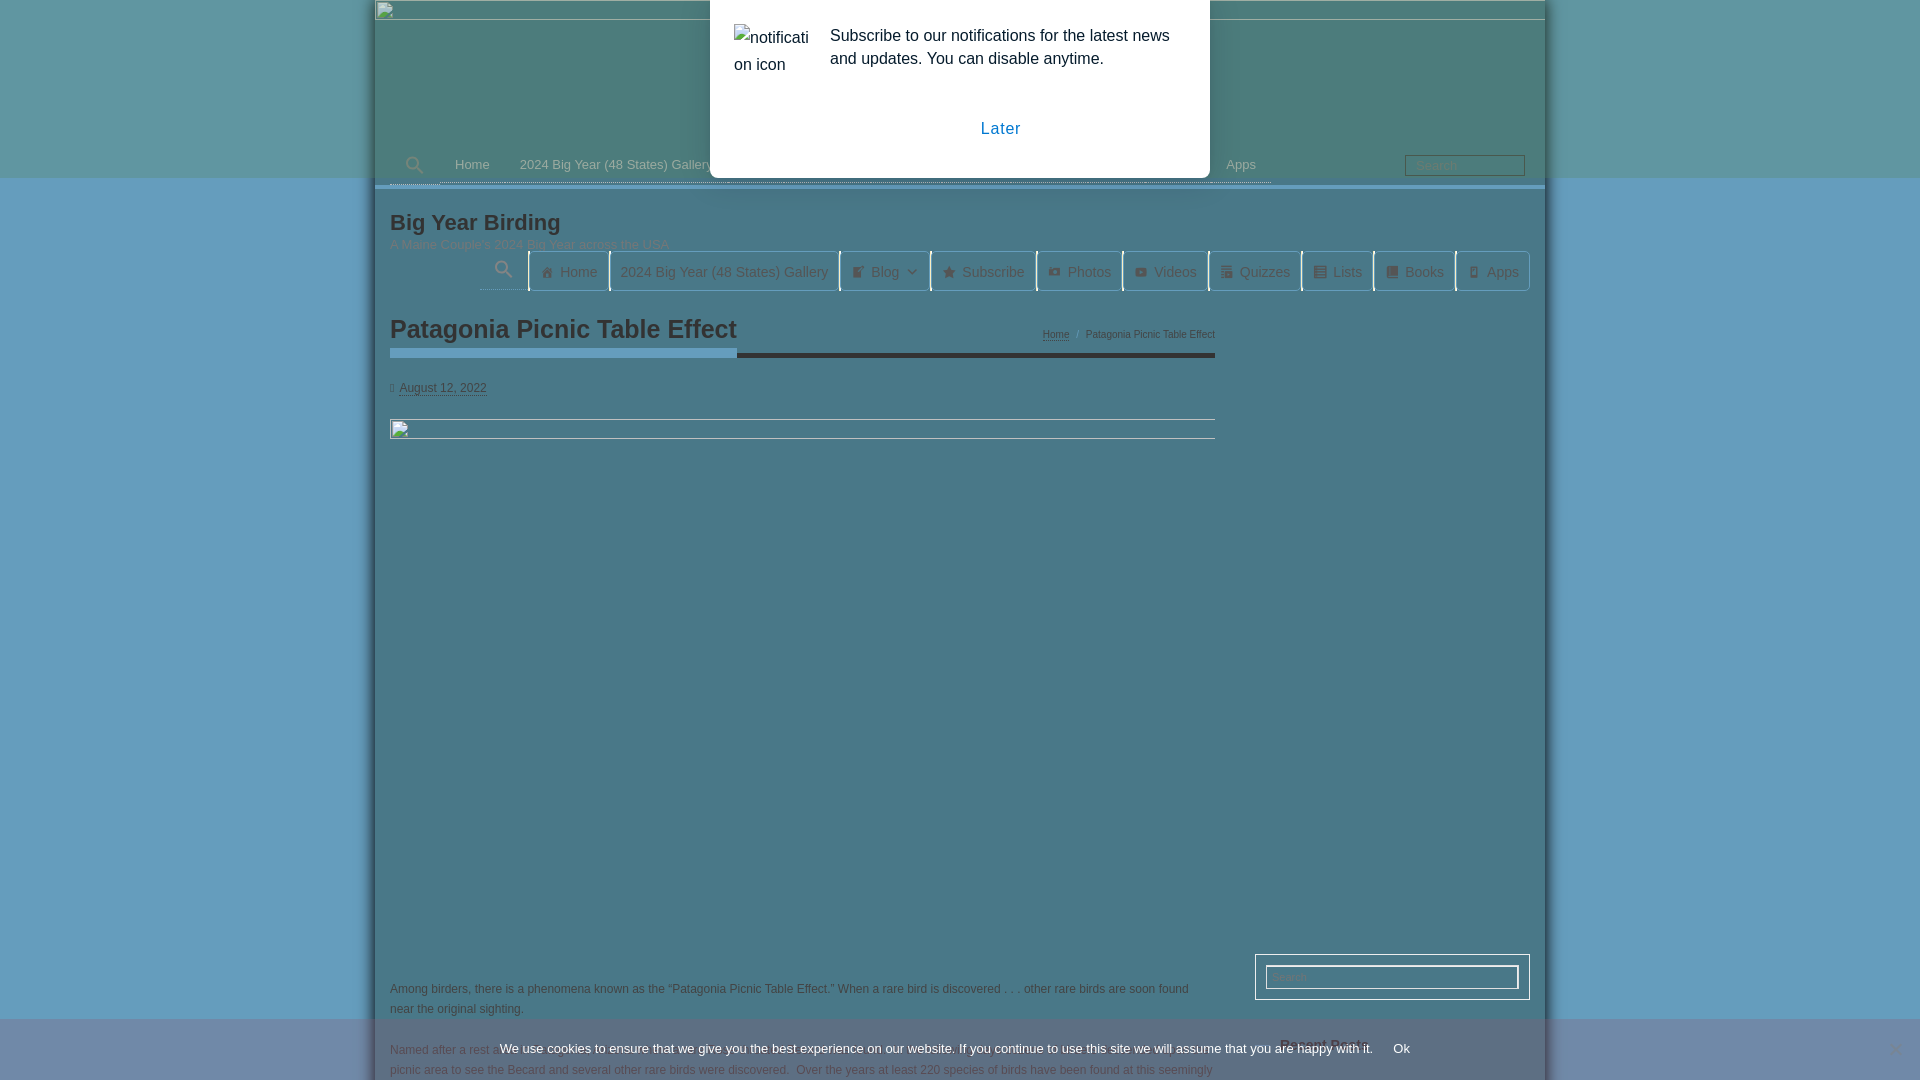 notificati
on icon
Subscribe to our notifications for the latest news
and updates. You can disable anytime.
Later
Home
2024 Big Year (48 States) Gallery
Apps
Search
Big Year Birding
A Maine Couple's 2024 Big Year across the USA
Home
2024 Big Year (48 States) Gallery
Blog
Subscribe
Photos
Videos
Quizzes
Lists
Books
Apps
Patagonia Picnic Table Effect
Home / Patagonia Picnic Table Effect
August 12, 2022
Among birders, there is a phenomena known as the “Patagonia Picnic Table Effect.” When a rare bird is discovered . . . other rare birds are soon found
near the original sighting.
Search
Recent Posts
Named after a rest
We use cookies to ensure that we give you the best experience on our website. If you continue to use this site we will assume that you are happy with it.
Ok
picnic area to see the Becard and several other rare birds were discovered. Over the years at least 220 species of birds have been found at this seemingly